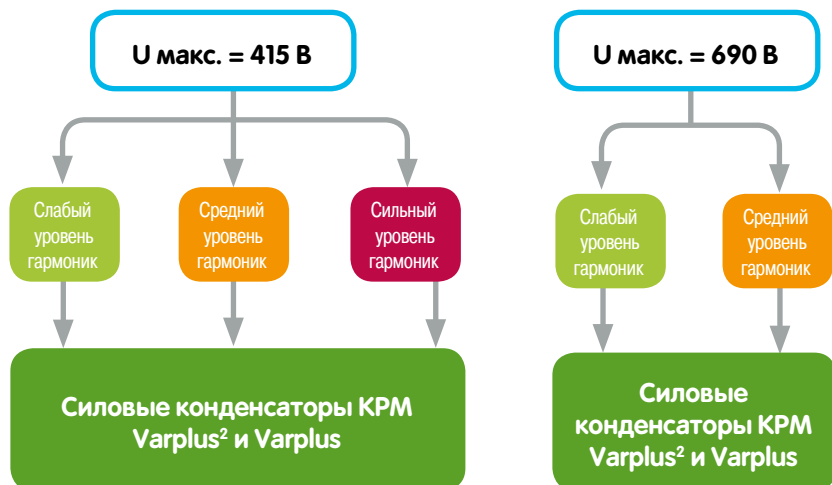 U макс. = 415 В
Слабый
уровень
гармоник
Средний
уровень
гармоник
Сильный
уровень
гармоник
Силовые конденсаторы КРМ
Varplus² и Varplus
U макс. = 690 В
Слабый
уровень
гармоник
Средний
уровень
гармоник
Силовые
конденсаторы КРМ
Varplus² и Varplus